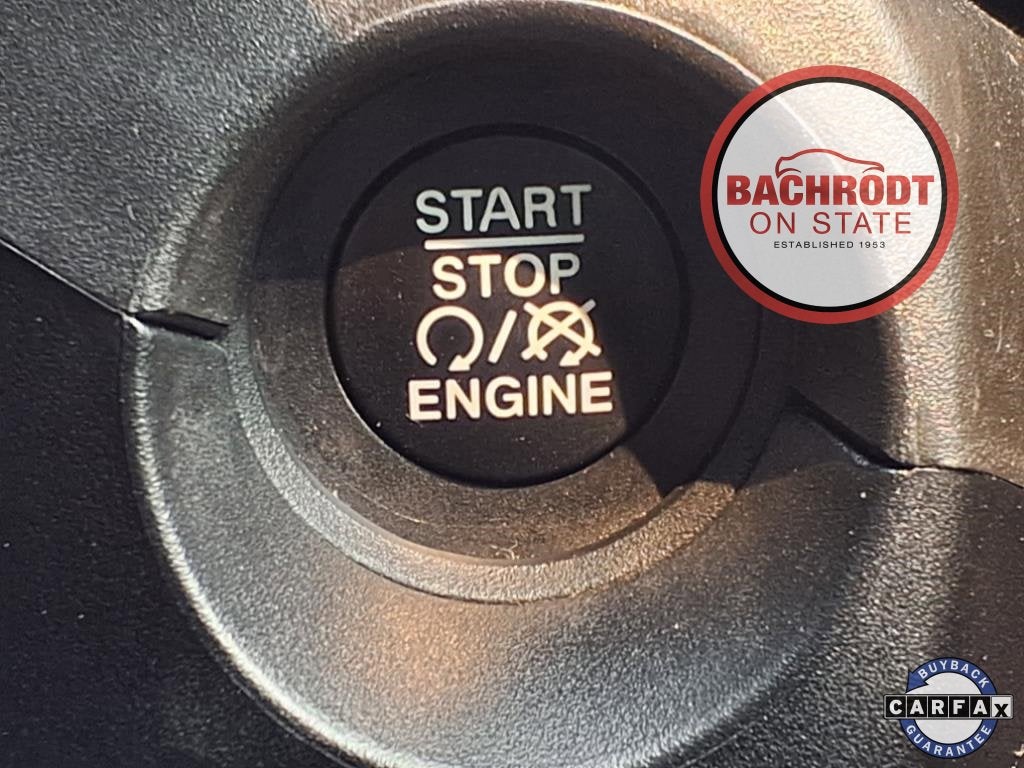 START
STOP
/
ENGINE
BACHRODT
ON STATE
ESTABLISHED 1953
BUYBACK
CARFAX
GUARANTEE